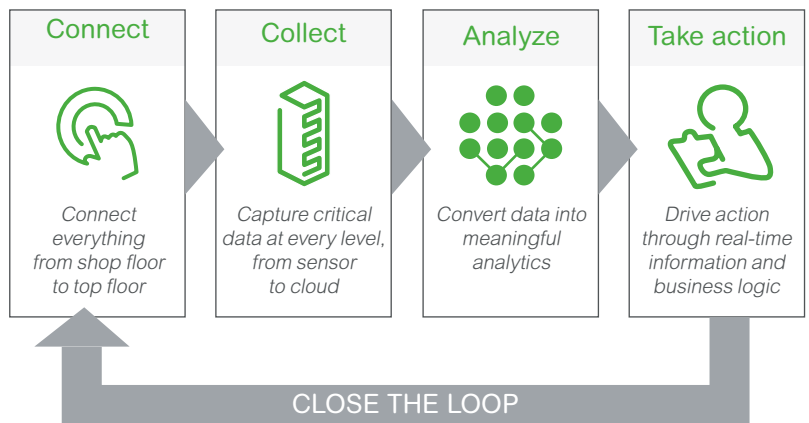 Connect
Connect
everything
from shop floor
to top floor
Collect
Capture critical
data at every level,
from sensor
to cloud
Analyze
Convert data into
meaningful
analytics
Take action
Drive action
through real-time
information and
business logic
CLOSE THE LOOP